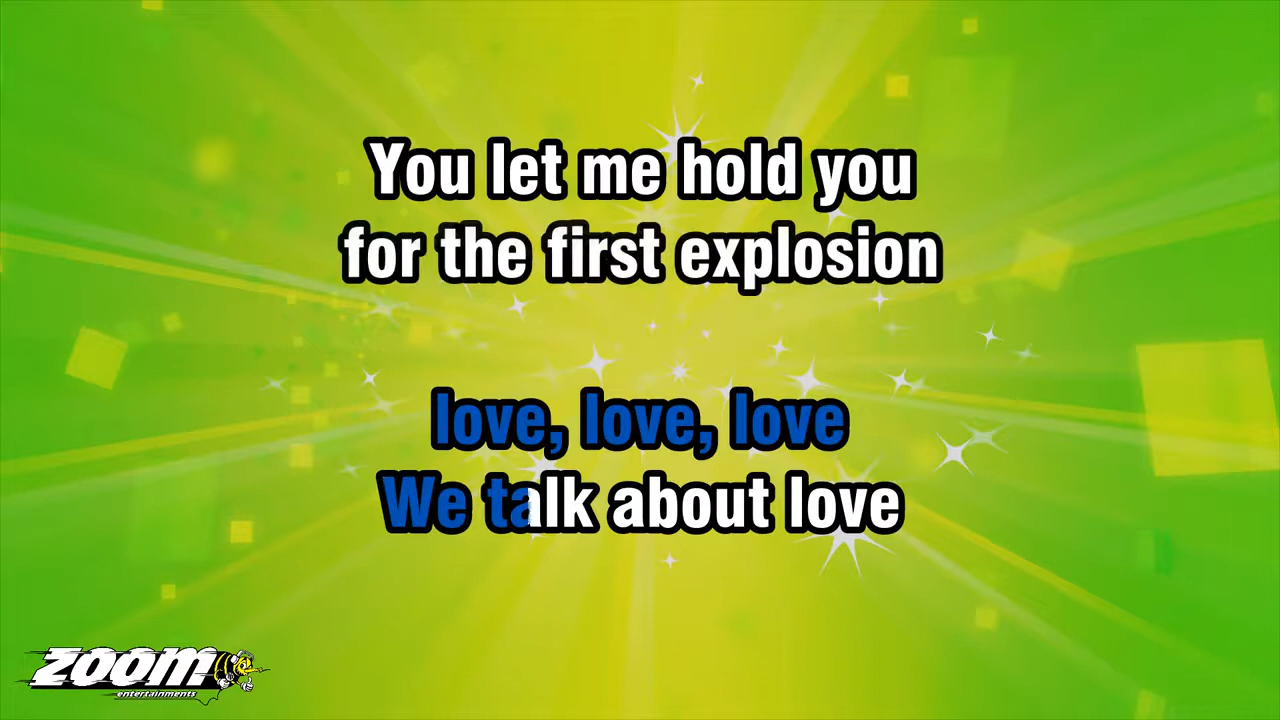 You let me hold you
for the first explosion
love, love, love
We talk about love
zoom
entertainments